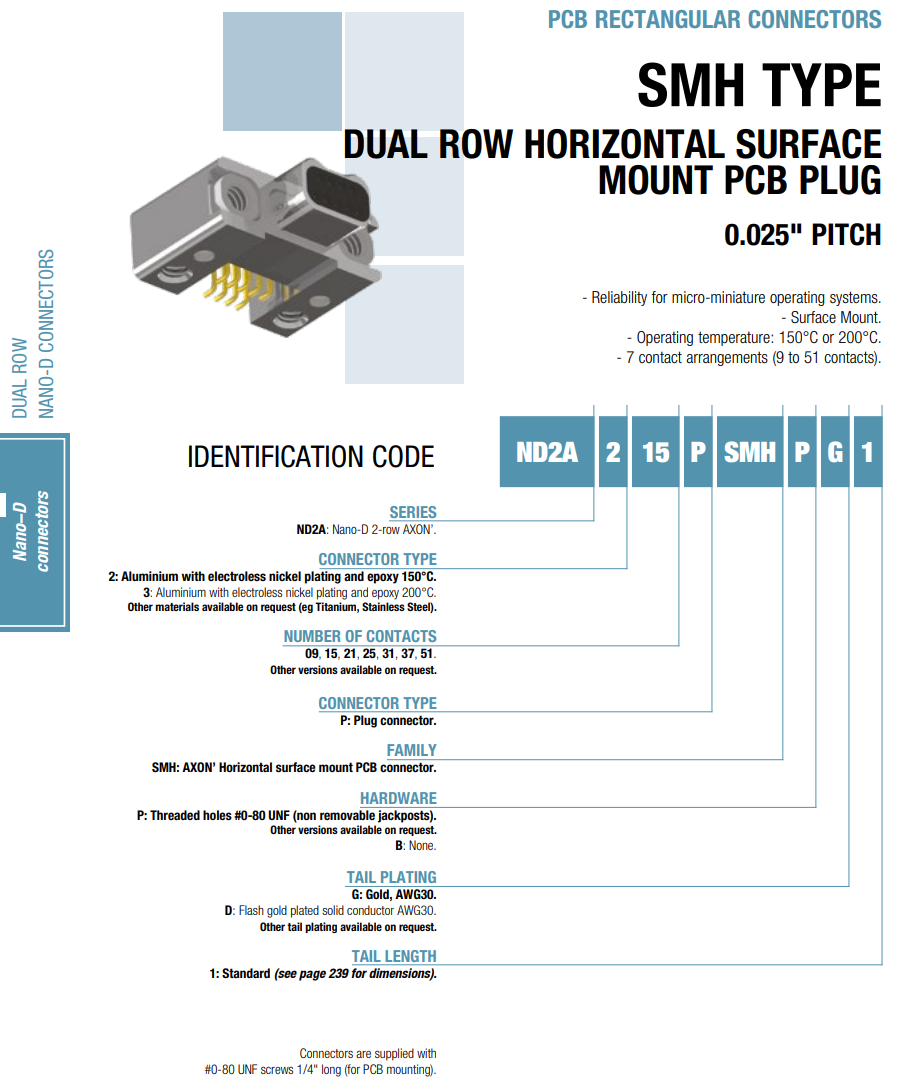 PCB RECTANGULAR CONNECTORS
SMH TYPE
DUAL ROW HORIZONTAL SURFACE
MOUNT PCB PLUG
0.025" PITCH
- Reliability for micro-miniature operating systems.
- Surface Mount.
- Operating temperature: 150°C or 200°C.
- 7 contact arrangements (9 to 51 contacts).
DUAL ROW
NANO-D CONNECTORS
Nano–D
connectors
IDENTIFICATION CODE
ND2A 2 15 P SMH P G 1
SERIES
ND2A: Nano-D 2-row AXON’.
CONNECTOR TYPE
2: Aluminium with electroless nickel plating and epoxy 150°C.
3: Aluminium with electroless nickel plating and epoxy 200°C.
Other materials available on request (eg Titanium, Stainless Steel).
NUMBER OF CONTACTS
09, 15, 21, 25, 31, 37, 51.
Other versions available on request.
CONNECTOR TYPE
P: Plug connector.
FAMILY
SMH: AXON’ Horizontal surface mount PCB connector.
HARDWARE
P: Threaded holes #0-80 UNF (non removable jackposts).
Other versions available on request.
B: None.
TAIL PLATING
G: Gold, AWG30.
D: Flash gold plated solid conductor AWG30.
Other tail plating available on request.
TAIL LENGTH
1: Standard (see page 239 for dimensions).
Connectors are supplied with
#0-80 UNF screws 1/4" long (for PCB mounting).